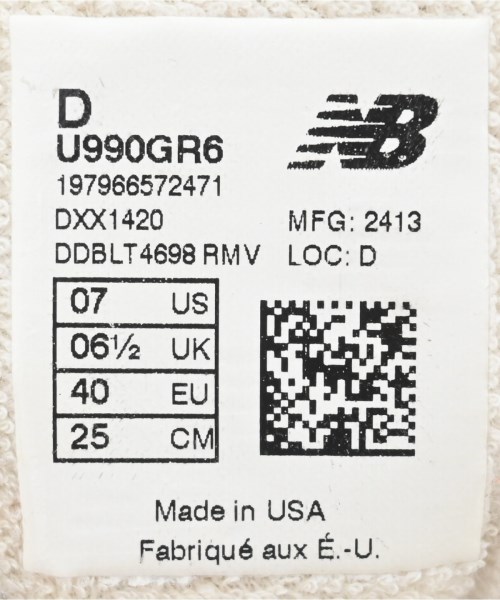 D
U990GR6
197966572471
DXX1420
MFG: 2413
DDBLT4698 RMV
LOC: D
07 US
06½ UK
40 EU
25 CM
NB
Made in USA
Fabriqué aux É.-U.